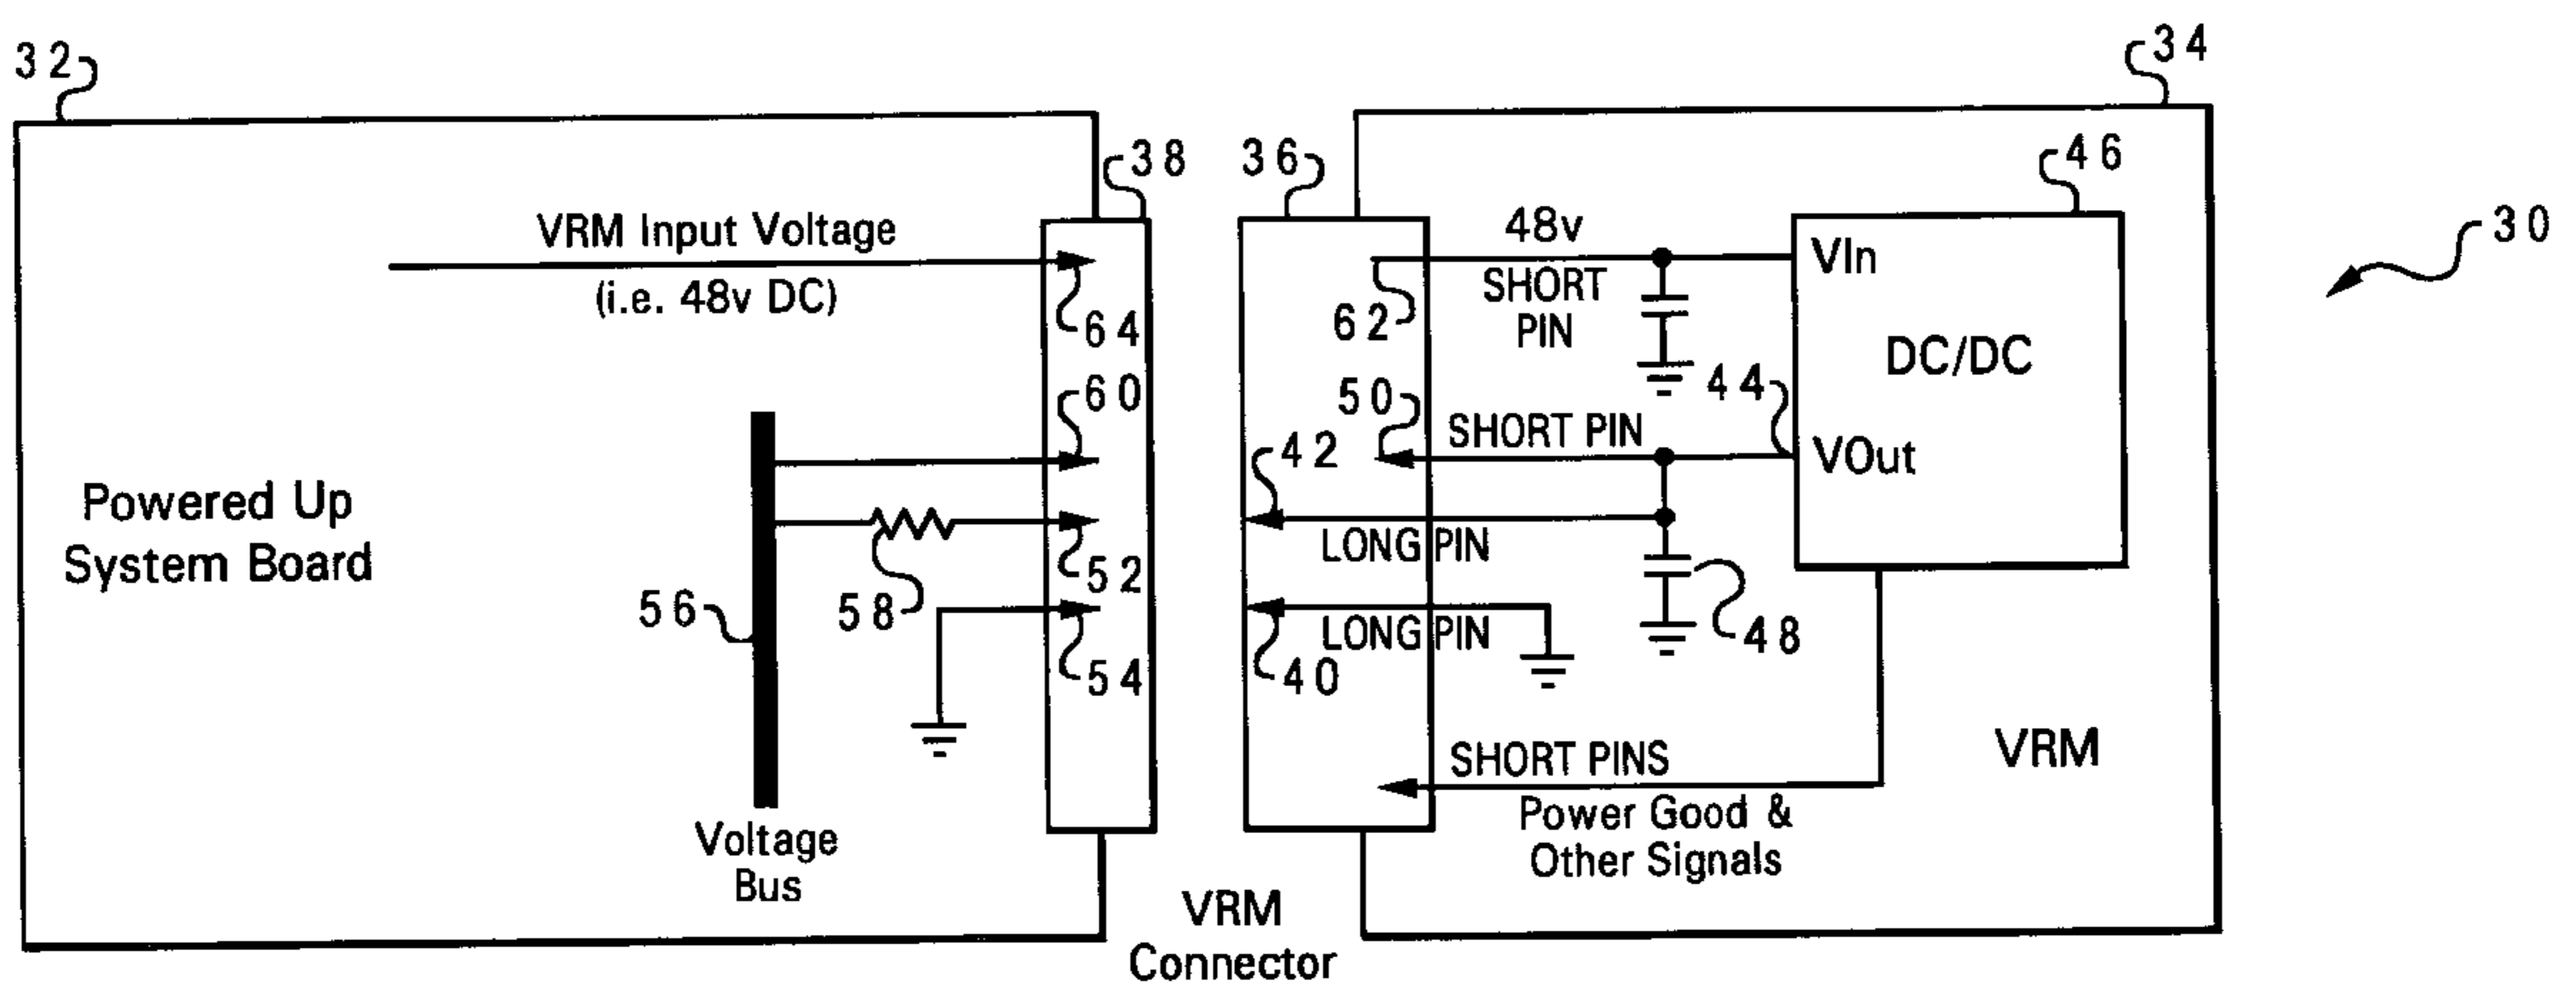 32
34
38
36
46
30
VRM Input Voltage
(i.e. 48v DC)
64
48v
SHORT
PIN
62
VIn
DC/DC
60
50
44
SHORT PIN
42
VOut
Powered Up
System Board
52
LONG PIN
56
58
54
LONG PIN
40
48
SHORT PINS
VRM
Power Good &
Other Signals
Voltage
Bus
VRM
Connector